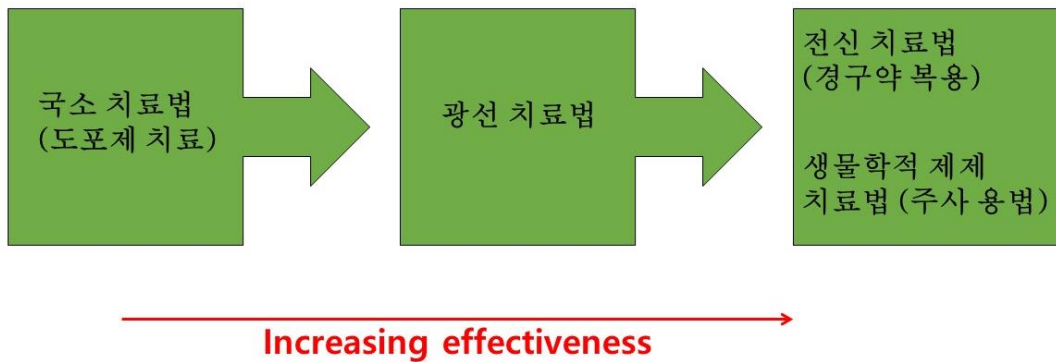 국소 치료법
(도포제 치료)
광선 치료법
전신 치료법
(경구약 복용)
생물학적 제제
치료법 (주사 용법)
Increasing effectiveness